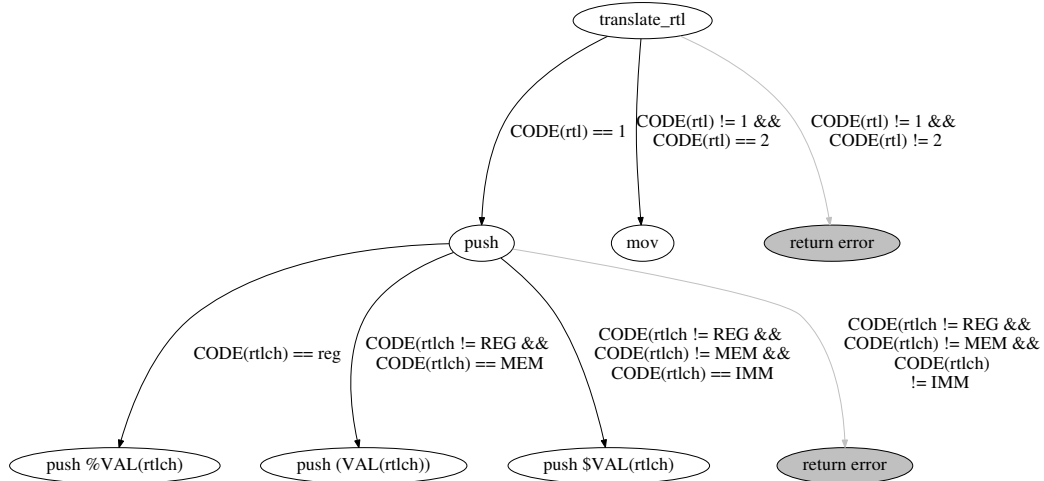 translate_rtl
CODE(rtl) == 1
CODE(rtl) != 1 &&
CODE(rtl) == 2
CODE(rtl) != 1 &&
CODE(rtl) != 2
push
mov
return error
CODE(rtlch) == reg
CODE(rtlch != REG &&
CODE(rtlch) == MEM
CODE(rtlch != REG &&
CODE(rtlch) != MEM &&
CODE(rtlch) == IMM
CODE(rtlch != REG &&
CODE(rtlch) != MEM &&
CODE(rtlch)
!= IMM
push %VAL(rtlch)
push (VAL(rtlch))
push $VAL(rtlch)
return error